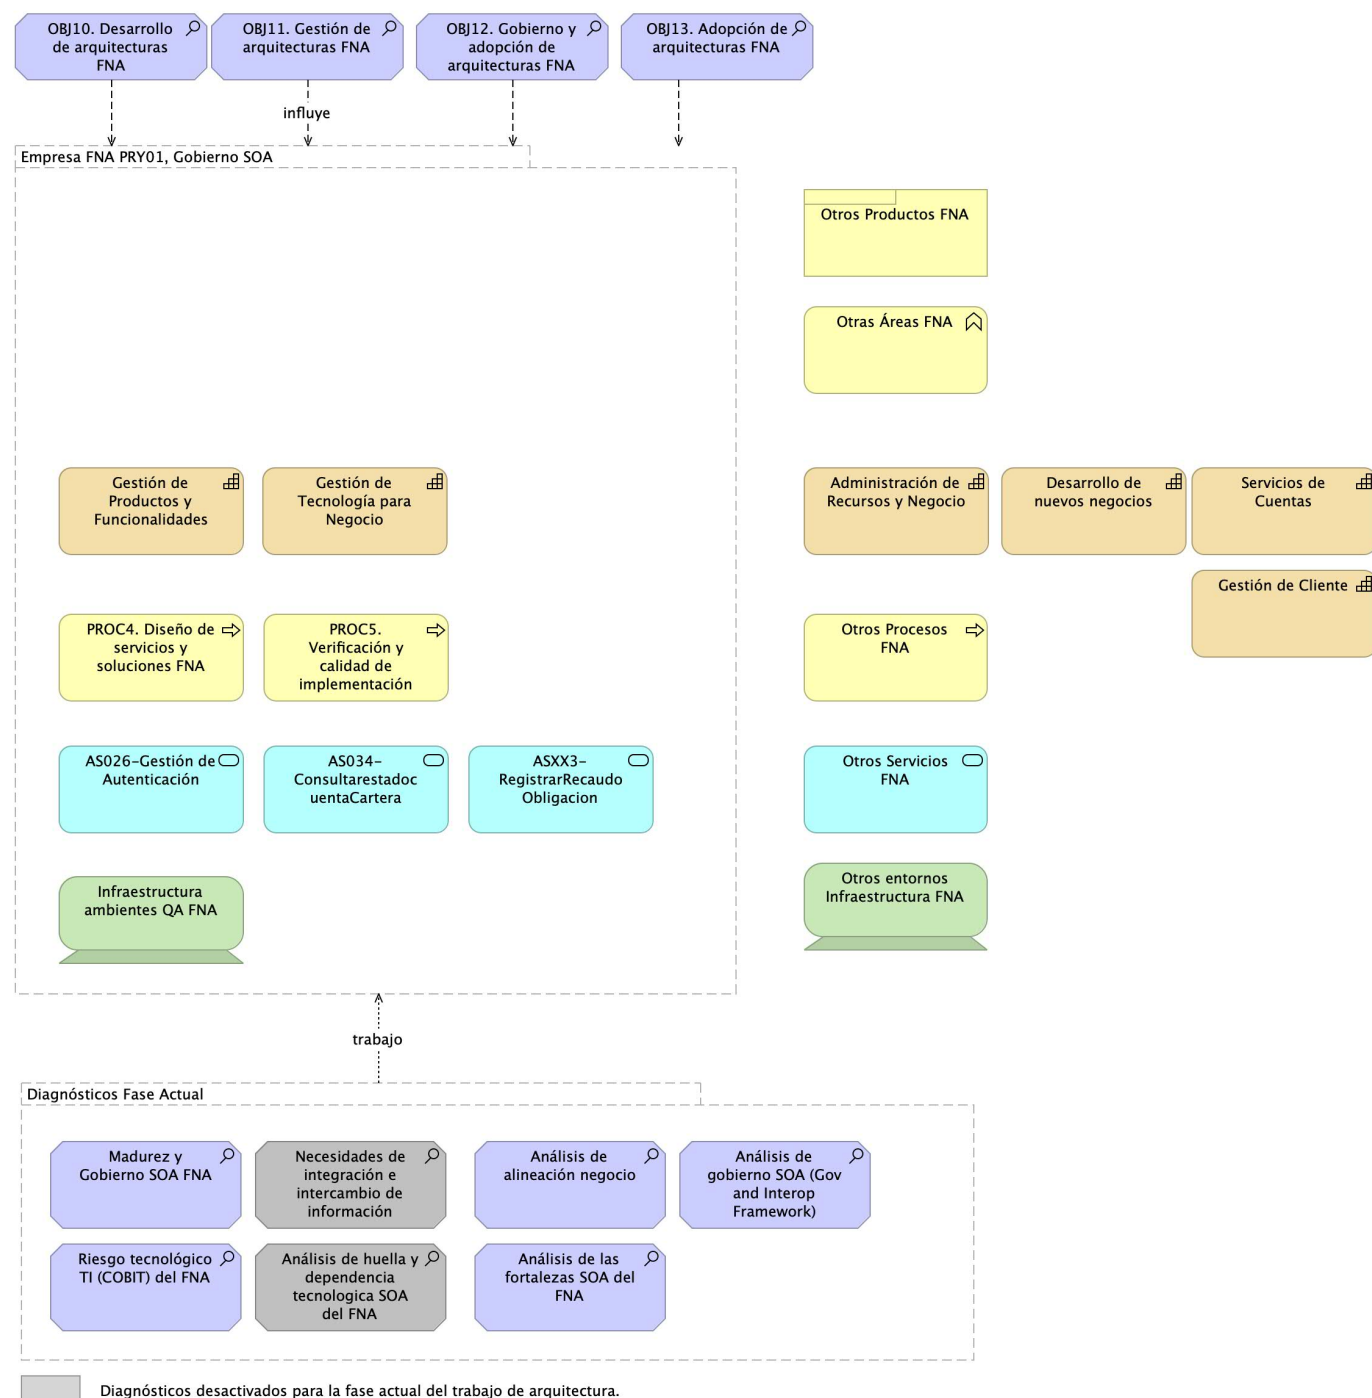 OBJ10. Desarrollo
de arquitecturas
FNA
OBJ11. Gestión de
arquitecturas FNA
OBJ12. Gobierno y
adopción de
arquitecturas FNA
OBJ13. Adopción de
arquitecturas FNA
influye
Empresa FNA PRY01, Gobierno SOA
Otros Productos FNA
Otras Áreas FNA
Gestión de
Productos y
Funcionalidades
Gestión de
Tecnología para
Negocio
Administración de
Recursos y Negocio
Desarrollo de
nuevos negocios
Servicios de
Cuentas
Gestión de Cliente
PROC4. Diseño de
servicios y
soluciones FNA
PROC5.
Verificación y
calidad de
implementación
Otros Procesos
FNA
AS026-Gestión de
Autenticación
AS034-
Consultarestadoc
uentaCartera
ASXX3-
RegistrarRecaudo
Obligacion
Otros Servicios
FNA
Infraestructura
ambientes QA FNA
Otros entornos
Infraestructura FNA
trabajo
Diagnósticos Fase Actual
Madurez y
Gobierno SOA FNA
Necesidades de
integración e
intercambio de
información
Análisis de
alineación negocio
Análisis de
gobierno SOA (Gov
and Interop
Framework)
Riesgo tecnológico
TI (COBIT) del FNA
Análisis de huella y
dependencia
tecnologica SOA
del FNA
Análisis de las
fortalezas SOA del
FNA
Diagnósticos desactivados para la fase actual del trabajo de arquitectura.